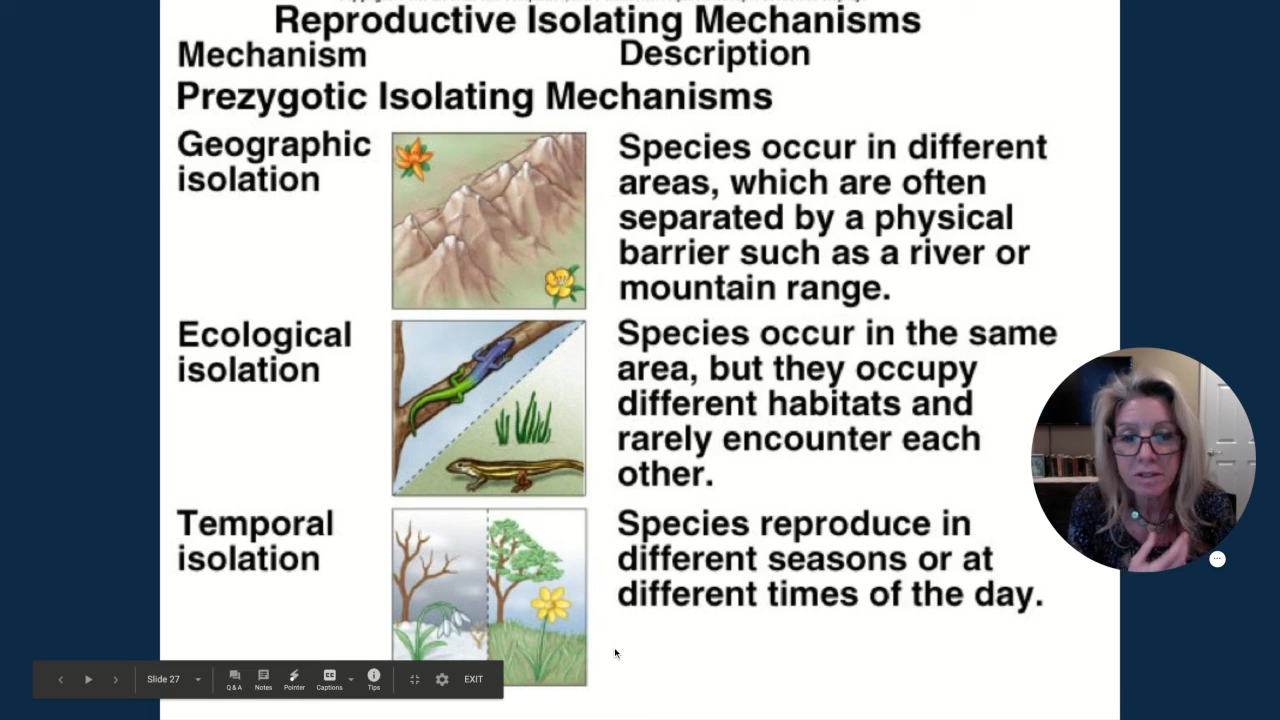 Reproductive Isolating Mechanisms
Mechanism
Description
Prezygotic Isolating Mechanisms
Geographic
isolation
Species occur in different
areas, which are often
separated by a physical
barrier such as a river or
mountain range.
Ecological
isolation
Species occur in the same
area, but they occupy
different habitats and
rarely encounter each
other.
Temporal
isolation
Species reproduce in
different seasons or at
different times of the day.
Slide 27
Q & A
Notes
Pointer
Captions
Tips
EXIT